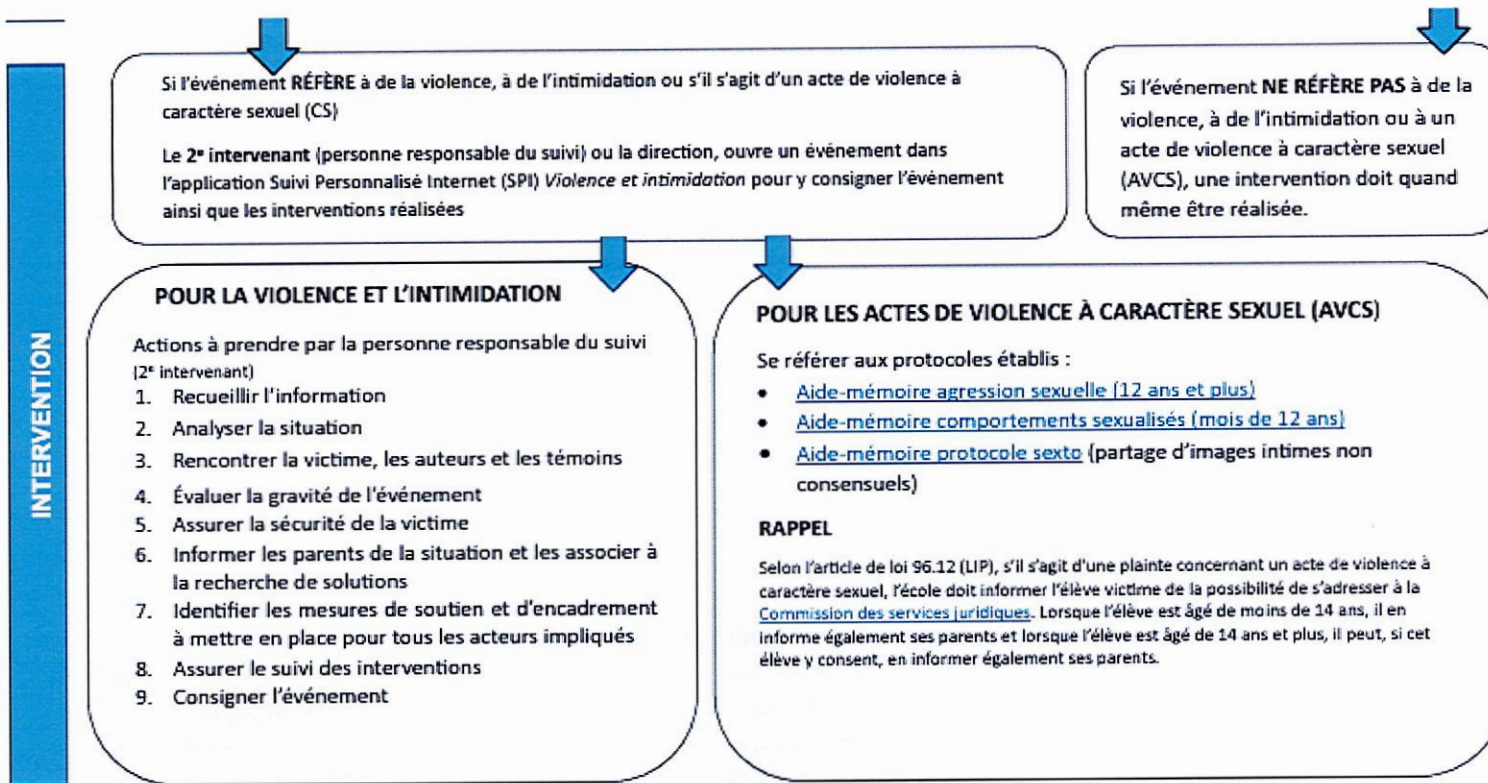 INTERVENTION
Si l'événement RÉFÈRE à de la violence, à de l'intimidation ou s'il s'agit d'un acte de violence à
caractère sexuel (CS)
Le 2e intervenant (personne responsable du suivi) ou la direction, ouvre un événement dans
l'application Suivi Personnalisé Internet (SPI) Violence et intimidation pour y consigner l'événement
ainsi que les interventions réalisées
Si l'événement NE RÉFÈRE PAS à de la
violence, à de l'intimidation ou à un
acte de violence à caractère sexuel
(AVCS), une intervention doit quand
même être réalisée.
POUR LA VIOLENCE ET L'INTIMIDATION
Actions à prendre par la personne responsable du suivi
(2e intervenant)
1. Recueillir l'information
2. Analyser la situation
3. Rencontrer la victime, les auteurs et les témoins
4. Évaluer la gravité de l'événement
5. Assurer la sécurité de la victime
6. Informer les parents de la situation et les associer à
la recherche de solutions
7. Identifier les mesures de soutien et d'encadrement
à mettre en place pour tous les acteurs impliqués
8. Assurer le suivi des interventions
9. Consigner l'événement
POUR LES ACTES DE VIOLENCE À CARACTÈRE SEXUEL (AVCS)
Se référer aux protocoles établis :
• Aide-mémoire agression sexuelle (12 ans et plus)
• Aide-mémoire comportements sexualisés (mois de 12 ans)
• Aide-mémoire protocole sexto (partage d'images intimes non
consensuels)
RAPPEL
Selon l'article de loi 96.12 (LIP), s'il s'agit d'une plainte concernant un acte de violence à
caractère sexuel, l'école doit informer l'élève victime de la possibilité de s'adresser à la
Commission des services juridiques. Lorsque l'élève est âgé de moins de 14 ans, il en
informe également ses parents et lorsque l'élève est âgé de 14 ans et plus, il peut, si cet
élève y consent, en informer également ses parents.